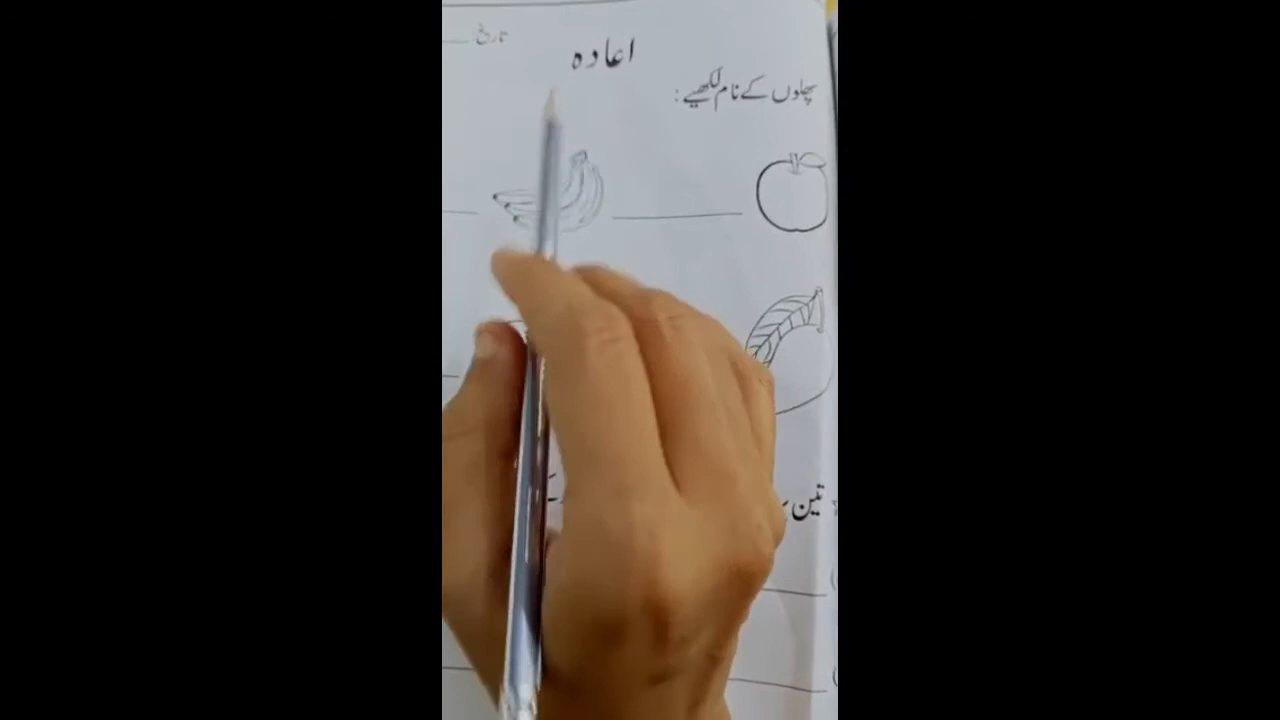 تاریخ
اعادہ
پھلوں کے نام لکھیے :
تین